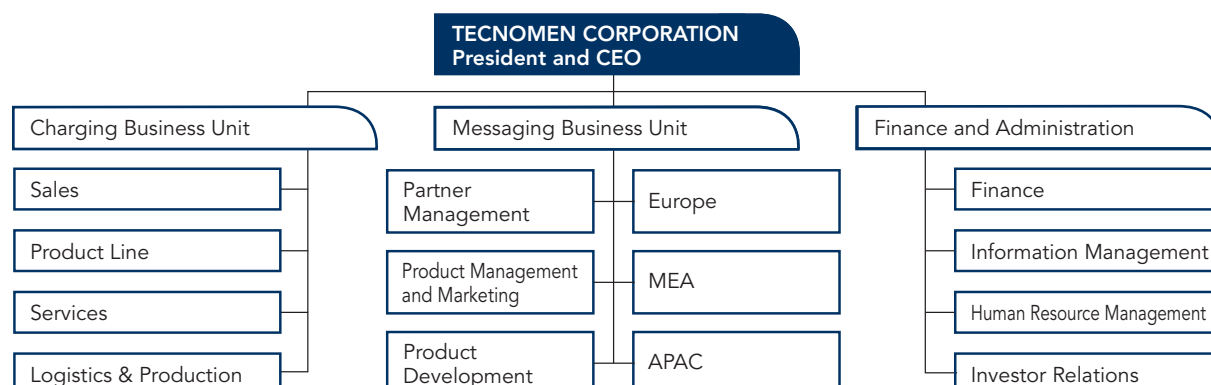 TECNOMEN CORPORATION
President and CEO
Charging Business Unit
Messaging Business Unit
Finance and Administration
Sales
Product Line
Services
Logistics & Production
Partner
Management
Europe
Product Management
and Marketing
MEA
Product
Development
APAC
Finance
Information Management
Human Resource Management
Investor Relations